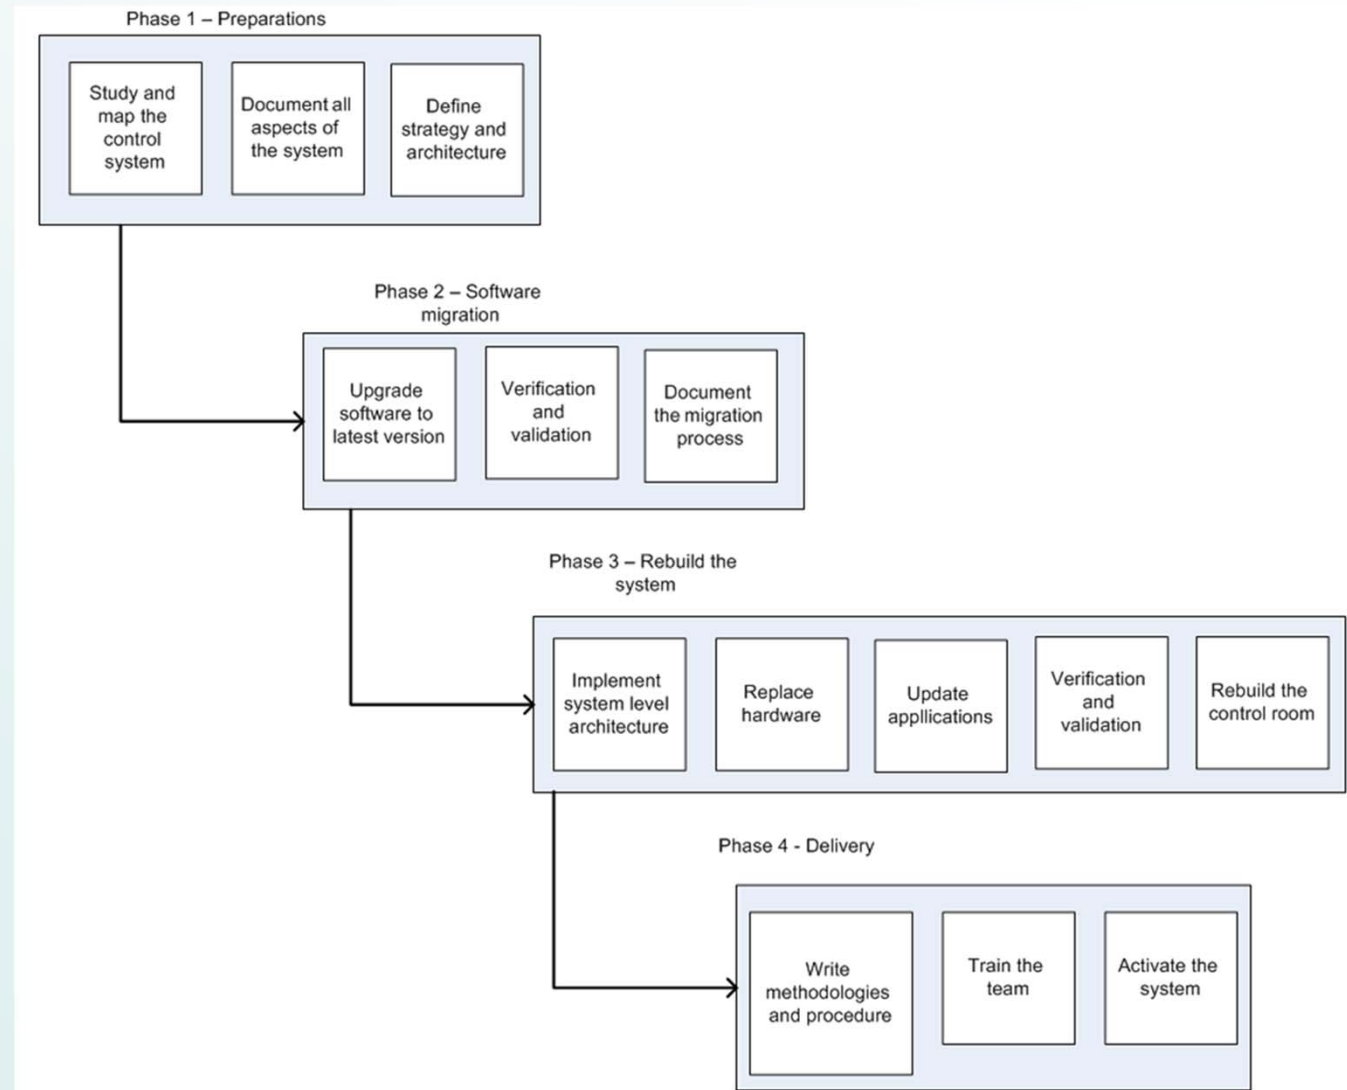 Phase 1 – Preparations
Study and
map the
control
system
Document all
aspects of
the system
Define
strategy and
architecture
Phase 2 – Software
migration
Upgrade
software to
latest version
Verification
and
validation
Document
the migration
process
Phase 3 – Rebuild the
system
Implement
system level
architecture
Replace
hardware
Update
appllications
Verification
and
validation
Rebuild the
control room
Phase 4 - Delivery
Write
methodologies
and procedure
Train the
team
Activate the
system